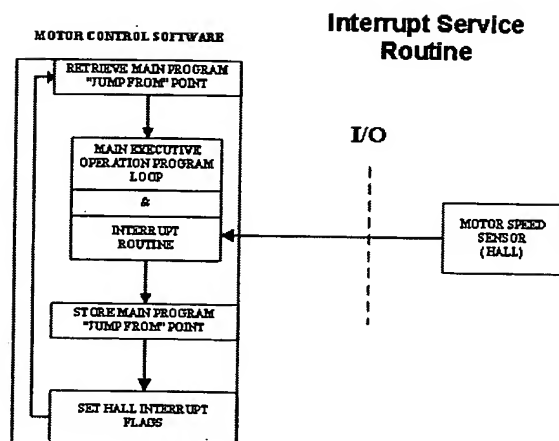 Interrupt Service
Routine
MOTOR CONTROL SOFTWARE
RETRIEVE MAIN PROGRAM
"JUMP FROM" POINT
MAIN EXECUTIVE
OPERATION PROGRAM
LOOP
&
INTERRUPT
ROUTINE
I/O
MOTOR SPEED
SENSOR
(HALL)
STORE MAIN PROGRAM
"JUMP FROM" POINT
SET HALL INTERRUPT
FLAGS